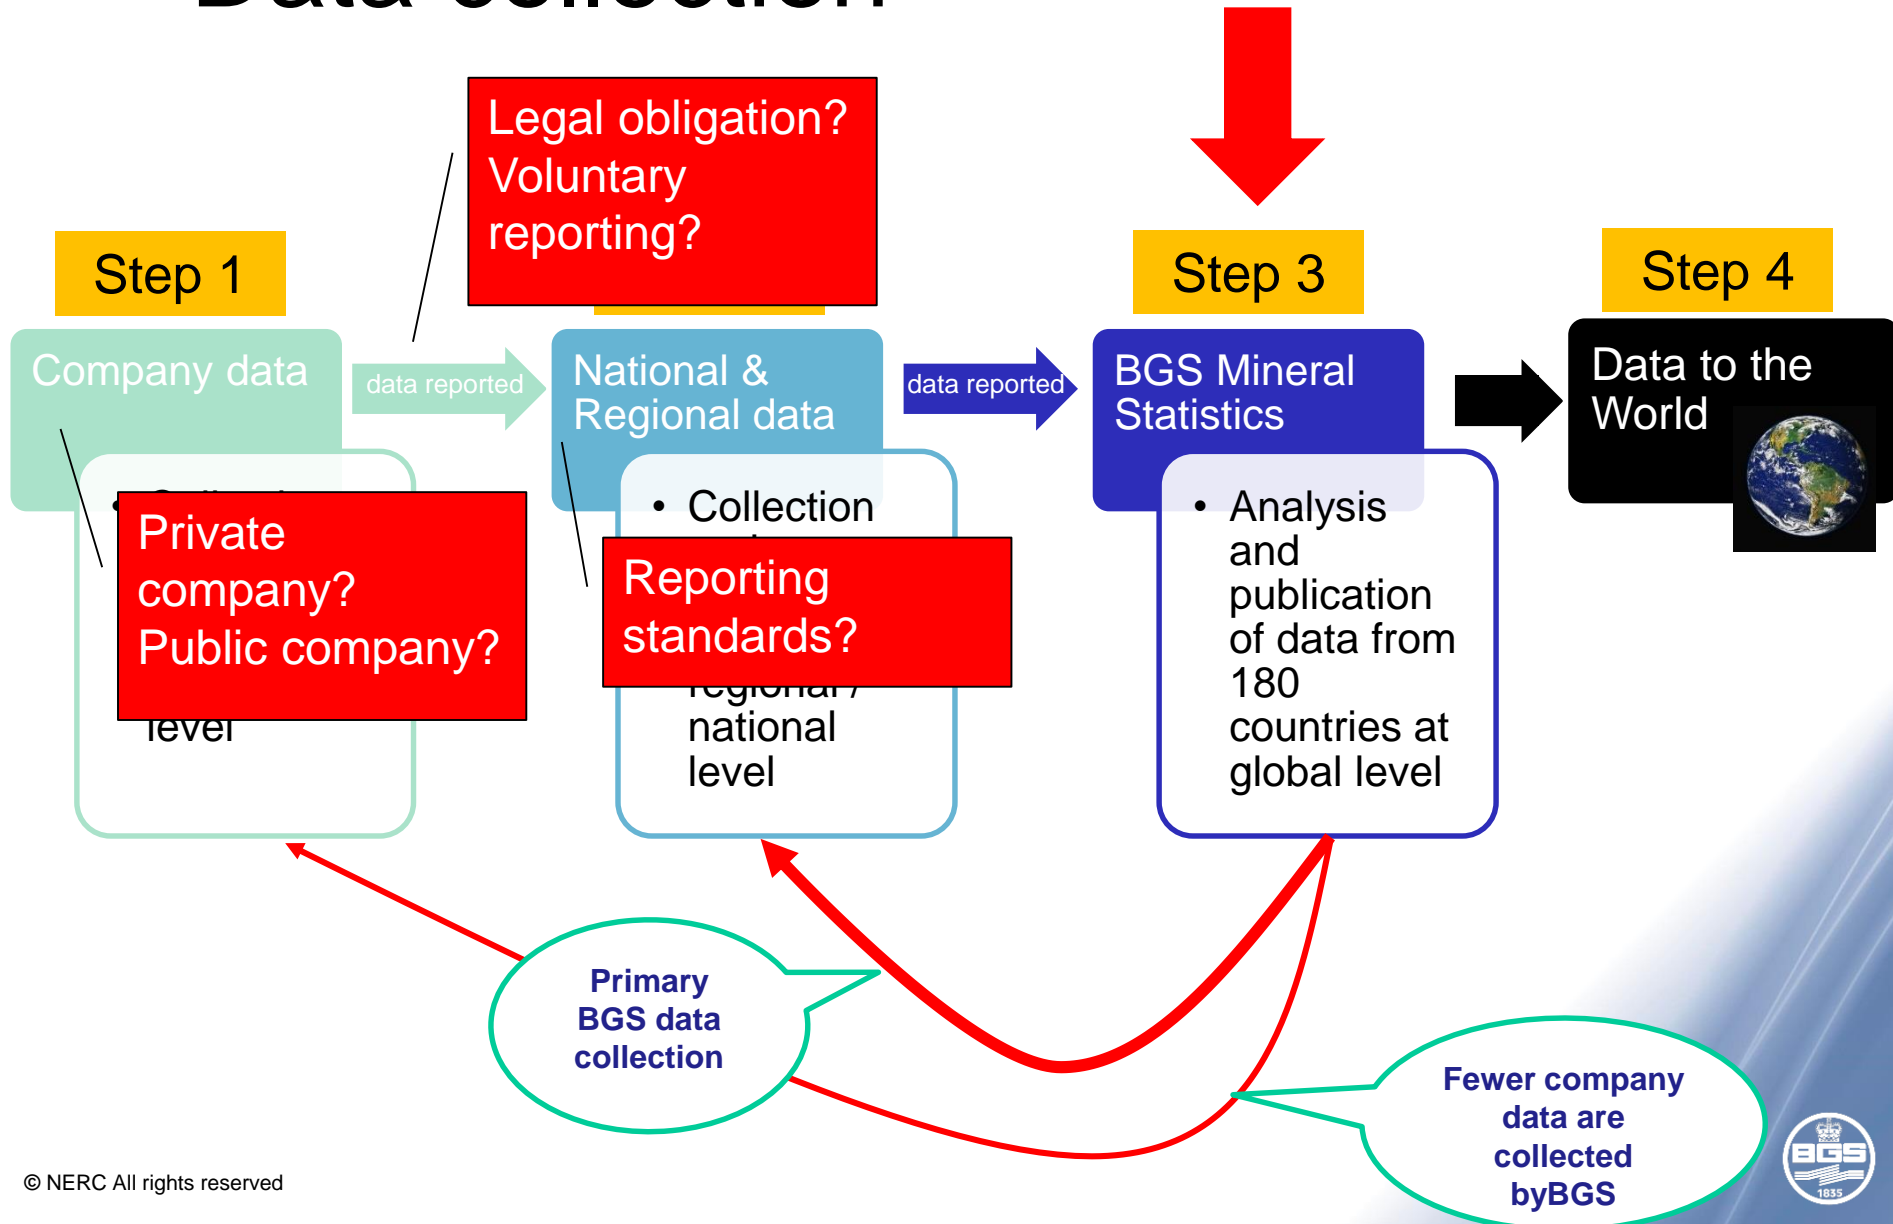 Data collection
Legal obligation?
Voluntary
reporting?
Step 1
Step 3
Step 4
Company data
data reported
National &
Regional data
data reported
BGS Mineral
Statistics
Data to the
World
Private
company?
Public company?
level
• Collection
Reporting
standards?
regional /
national
level
• Analysis
and
publication
of data from
180
countries at
global level
Primary
BGS data
collection
Fewer company
data are
collected
byBGS
© NERC All rights reserved
BGS
1835